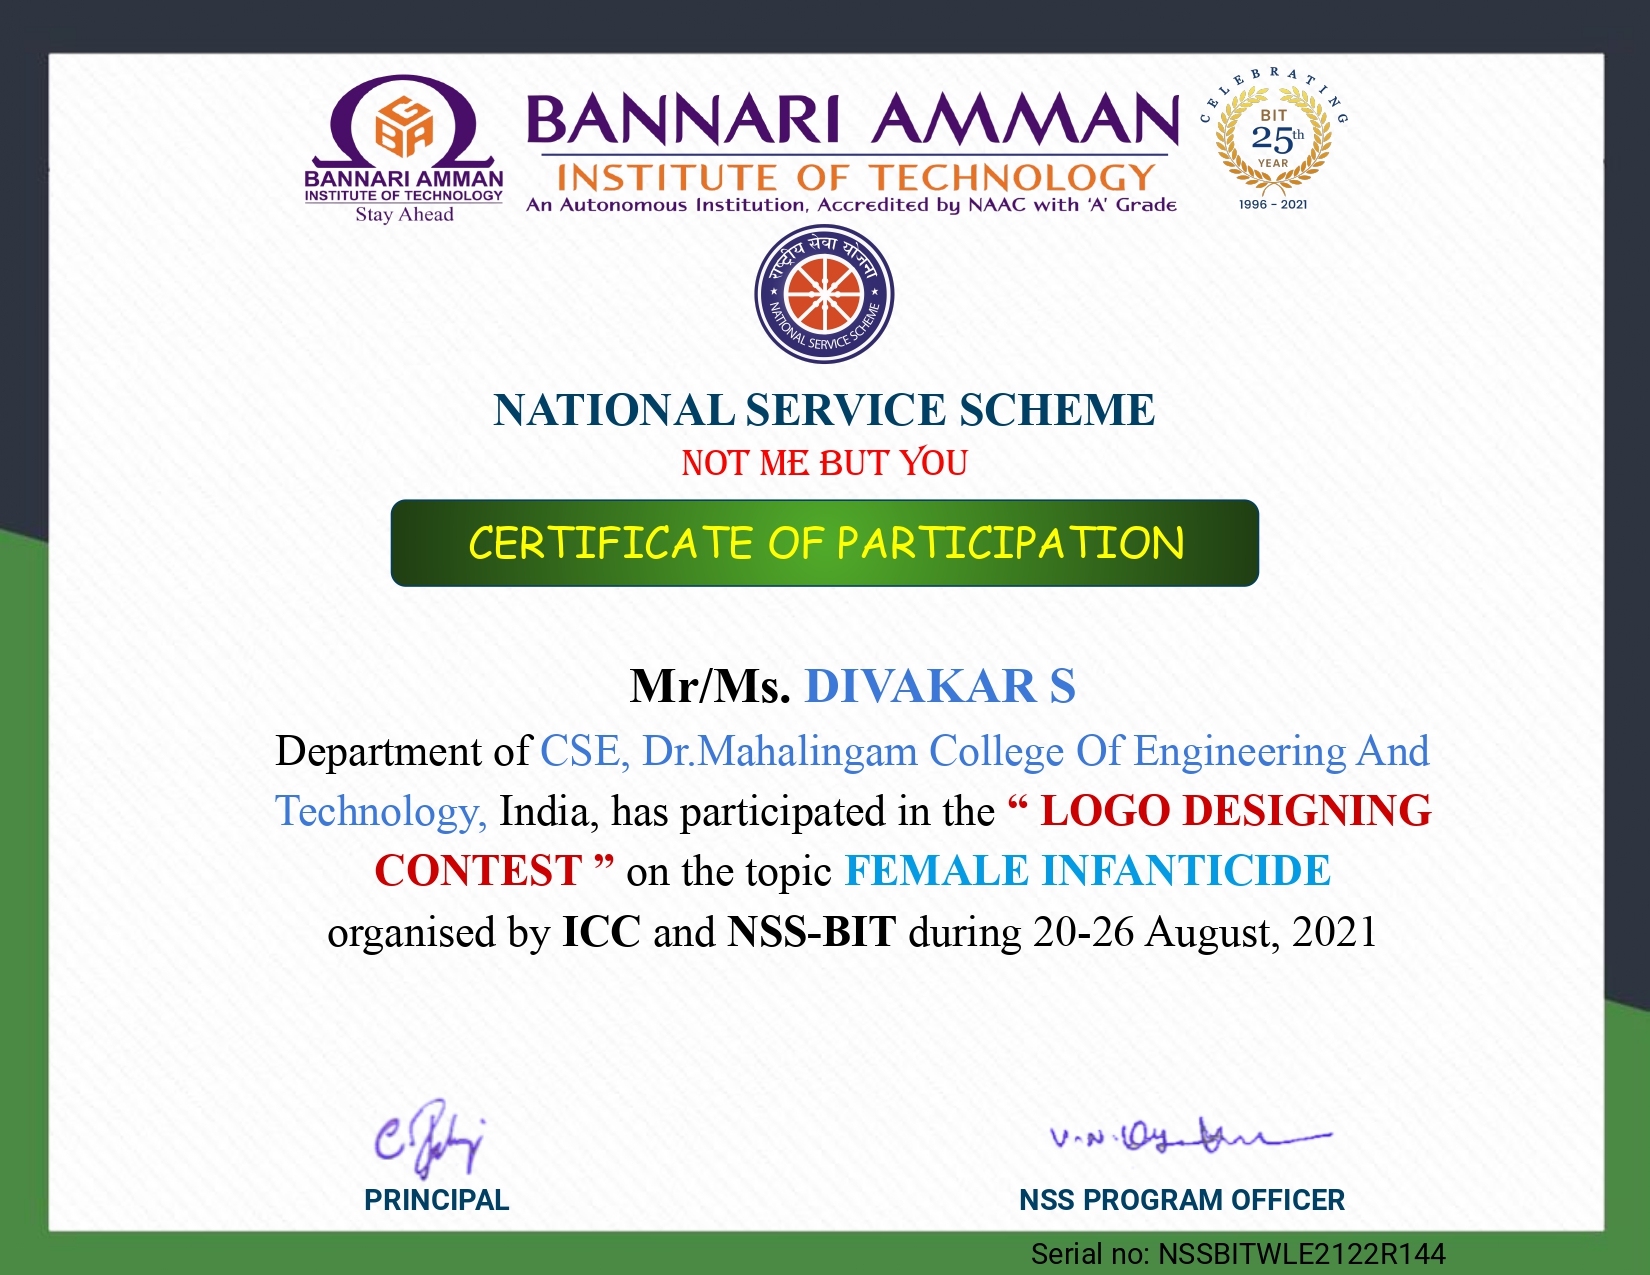 GBA
BANNARI AMMAN
INSTITUTE OF TECHNOLOGY
Stay Ahead
BANNARI AMMAN
INSTITUTE OF TECHNOLOGY
An Autonomous Institution, Accredited by NAAC with ‘A’ Grade
CELEBRATING
BIT
25th
YEAR
1996 - 2021
राष्ट्रीय सेवा योजना
NATIONAL SERVICE SCHEME
NATIONAL SERVICE SCHEME
NOT ME BUT YOU
CERTIFICATE OF PARTICIPATION
Mr/Ms. DIVAKAR S
Department of CSE, Dr.Mahalingam College Of Engineering And
Technology, India, has participated in the “ LOGO DESIGNING
CONTEST ” on the topic FEMALE INFANTICIDE
organised by ICC and NSS-BIT during 20-26 August, 2021
PRINCIPAL
NSS PROGRAM OFFICER
Serial no: NSSBITWLE2122R144